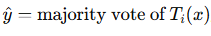 ŷ = majority vote of Tᵢ(x)